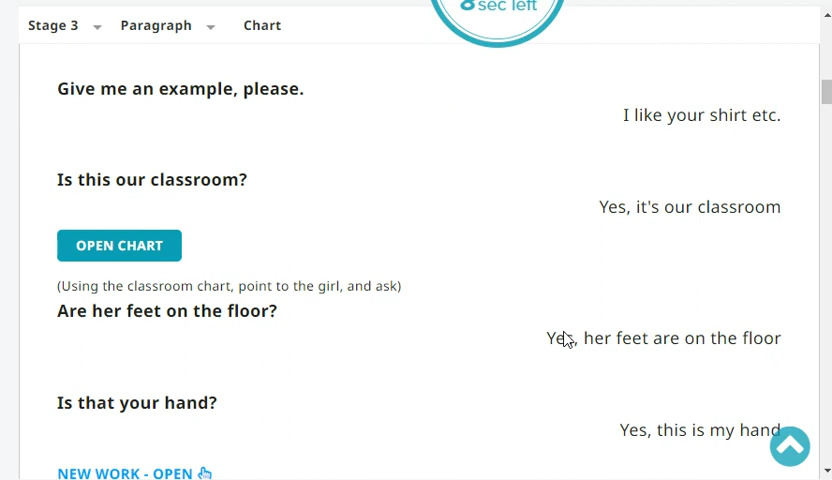 8 sec left
Stage 3 Paragraph Chart
Give me an example, please.
I like your shirt etc.
Is this our classroom?
Yes, it's our classroom
OPEN CHART
(Using the classroom chart, point to the girl, and ask)
Are her feet on the floor?
Yes, her feet are on the floor
Is that your hand?
Yes, this is my hand
NEW WORK - OPEN